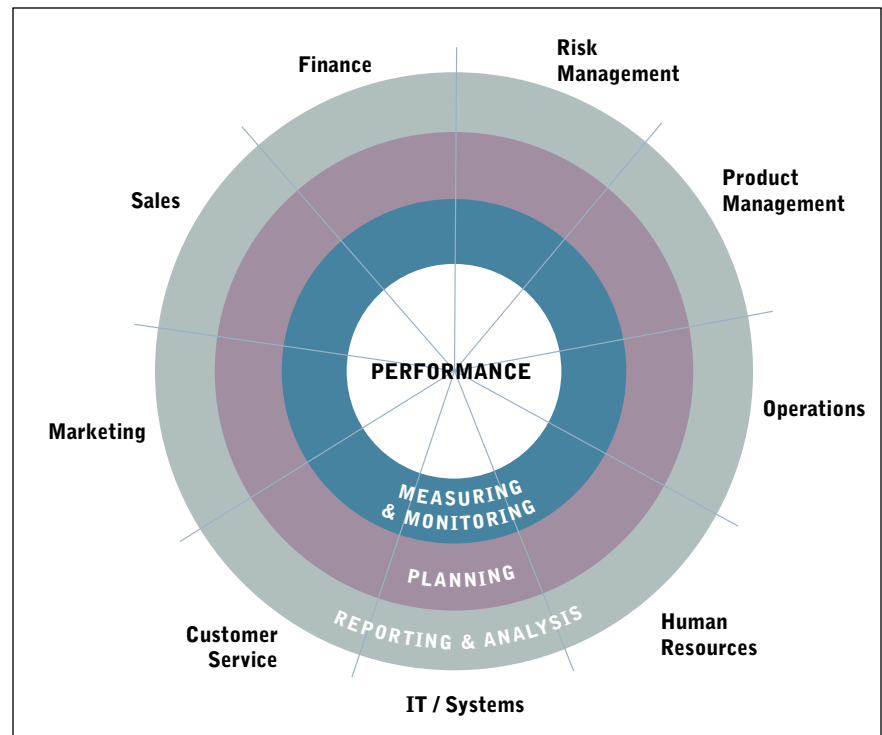 Finance
Risk
Management
Sales
Product
Management
PERFORMANCE
Marketing
Operations
MEASURING
& MONITORING
PLANNING
REPORTING & ANALYSIS
Customer
Service
Human
Resources
IT / Systems